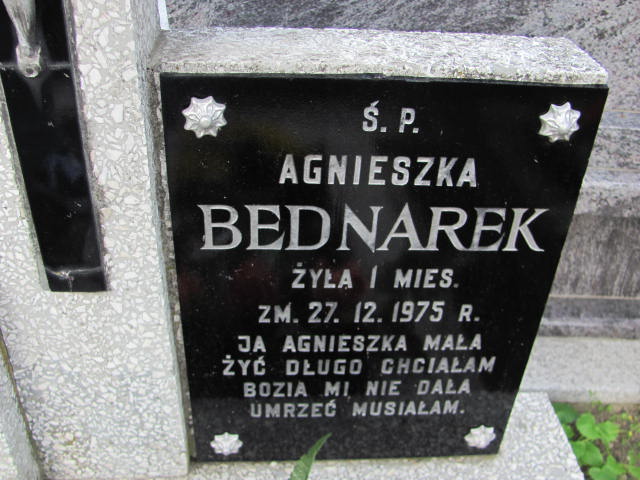 Ś. P.
AGNIESZKA
BEDNAREK
ŻYŁA 1 MIES.
ZM. 27. 12. 1975 R.
JA AGNIESZKA MAŁA
ŻYĆ DŁUGO CHCIAŁAM
BOZIA MI NIE DAŁA
UMRZEĆ MUSIAŁAM.